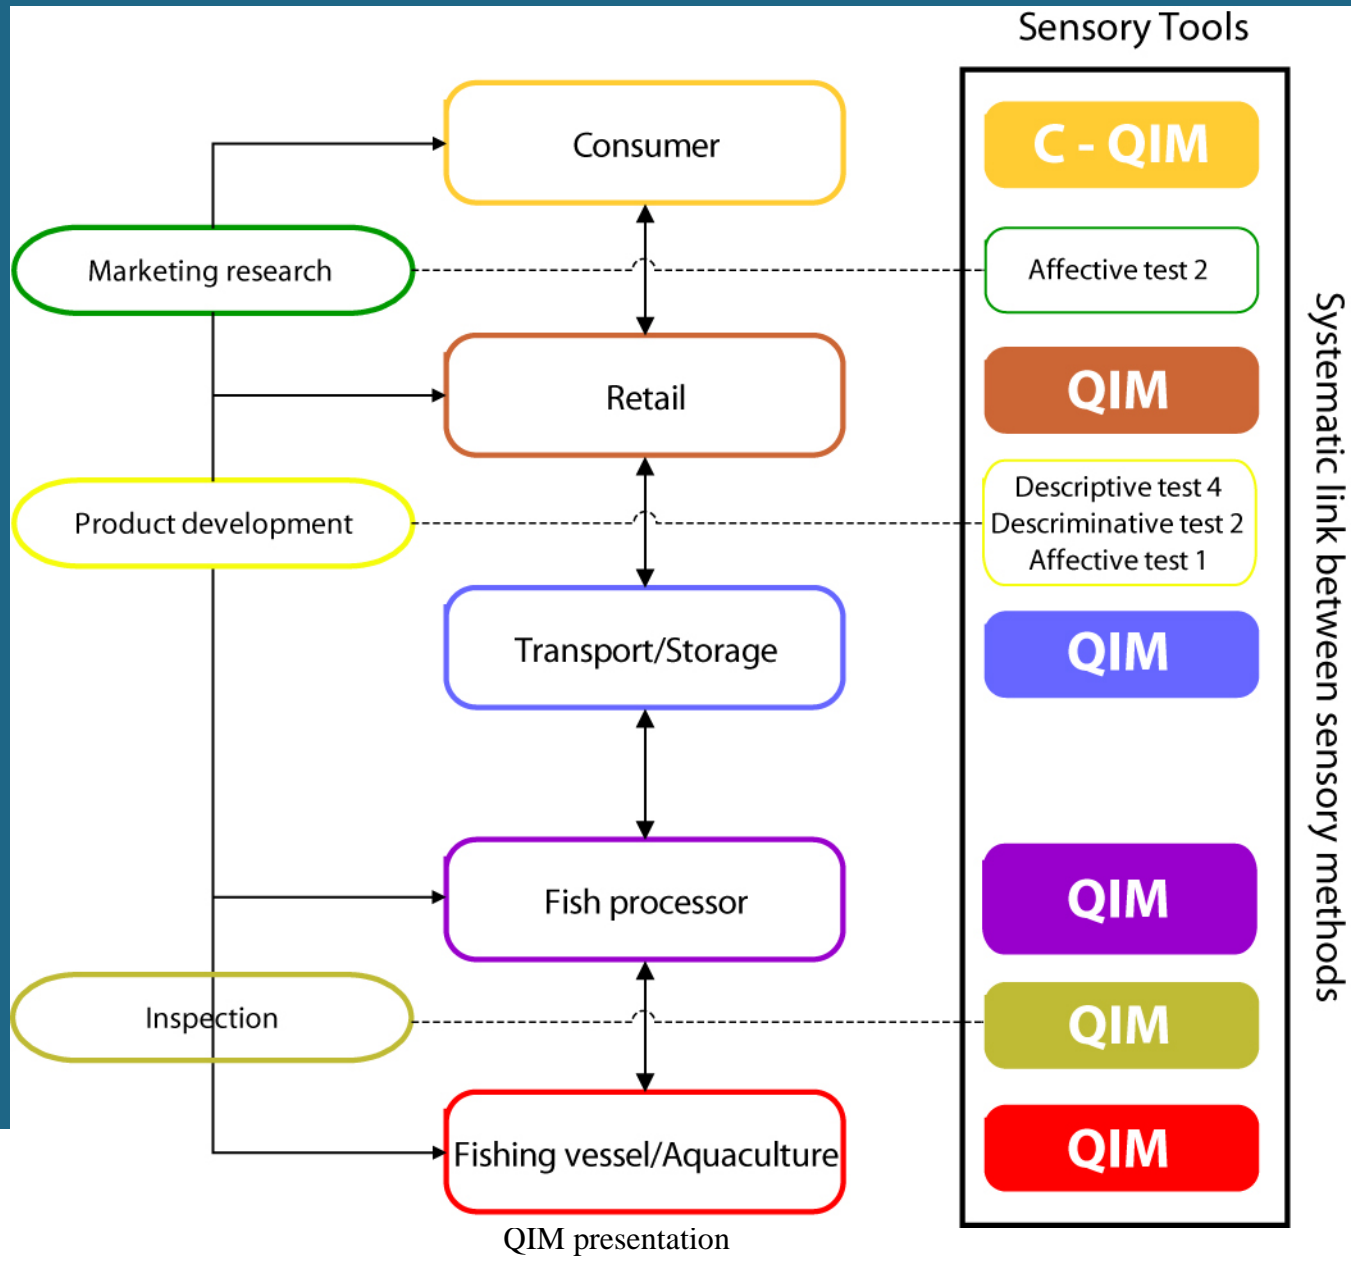 Sensory Tools
Consumer
C - QIM
Marketing research
Affective test 2
Retail
QIM
Product development
Descriptive test 4
Descriminative test 2
Affective test 1
Transport/Storage
QIM
Fish processor
QIM
Inspection
QIM
Fishing vessel/Aquaculture
QIM
Systematic link between sensory methods
QIM presentation